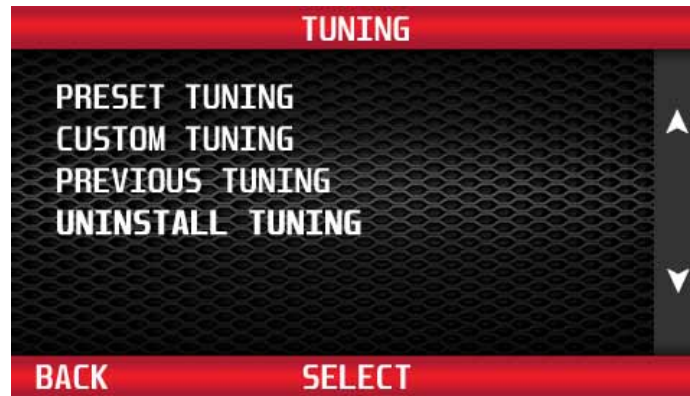 TUNING
PRESET TUNING
CUSTOM TUNING
PREVIOUS TUNING
UNINSTALL TUNING
BACK SELECT